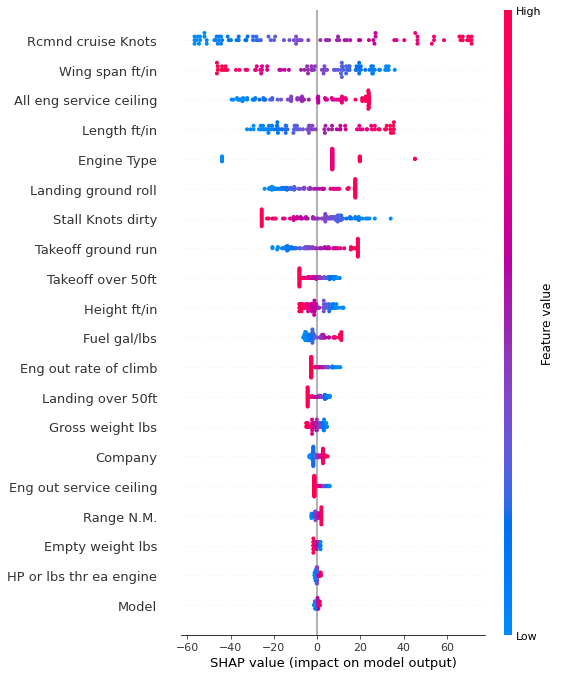 High
Rcmnd cruise Knots
Wing span ft/in
All eng service ceiling
Length ft/in
Engine Type
Landing ground roll
Stall Knots dirty
Takeoff ground run
Takeoff over 50ft
Height ft/in
Fuel gal/lbs
Eng out rate of climb
Landing over 50ft
Gross weight lbs
Company
Eng out service ceiling
Range N.M.
Empty weight lbs
HP or lbs thr ea engine
Model
Feature value
Low
−60 −40 −20 0 20 40 60
SHAP value (impact on model output)